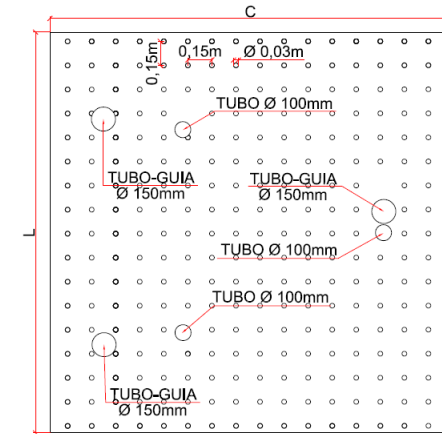 C
0,15m
Ø 0,03m
0,15m
TUBO Ø 100mm
TUBO-GUIA
Ø 150mm
TUBO-GUIA
Ø 150mm
L
TUBO Ø 100mm
TUBO Ø 100mm
TUBO-GUIA
Ø 150mm